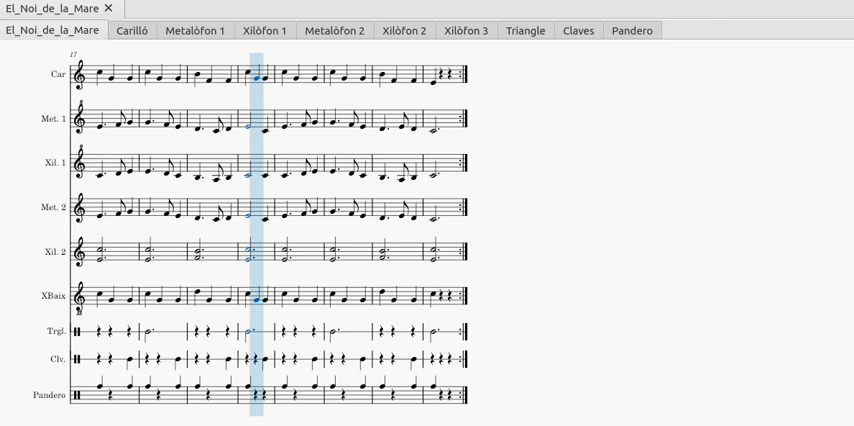 El_Noi_de_la_Mare ✕
El_Noi_de_la_Mare Carilló Metalòfon 1 Xilòfon 1 Metalòfon 2 Xilòfon 2 Xilòfon 3 Triangle Claves Pandero
17
Car
Met. 1
Xil. 1
Met. 2
Xil. 2
XBaix
Trgl.
Clv.
Pandero